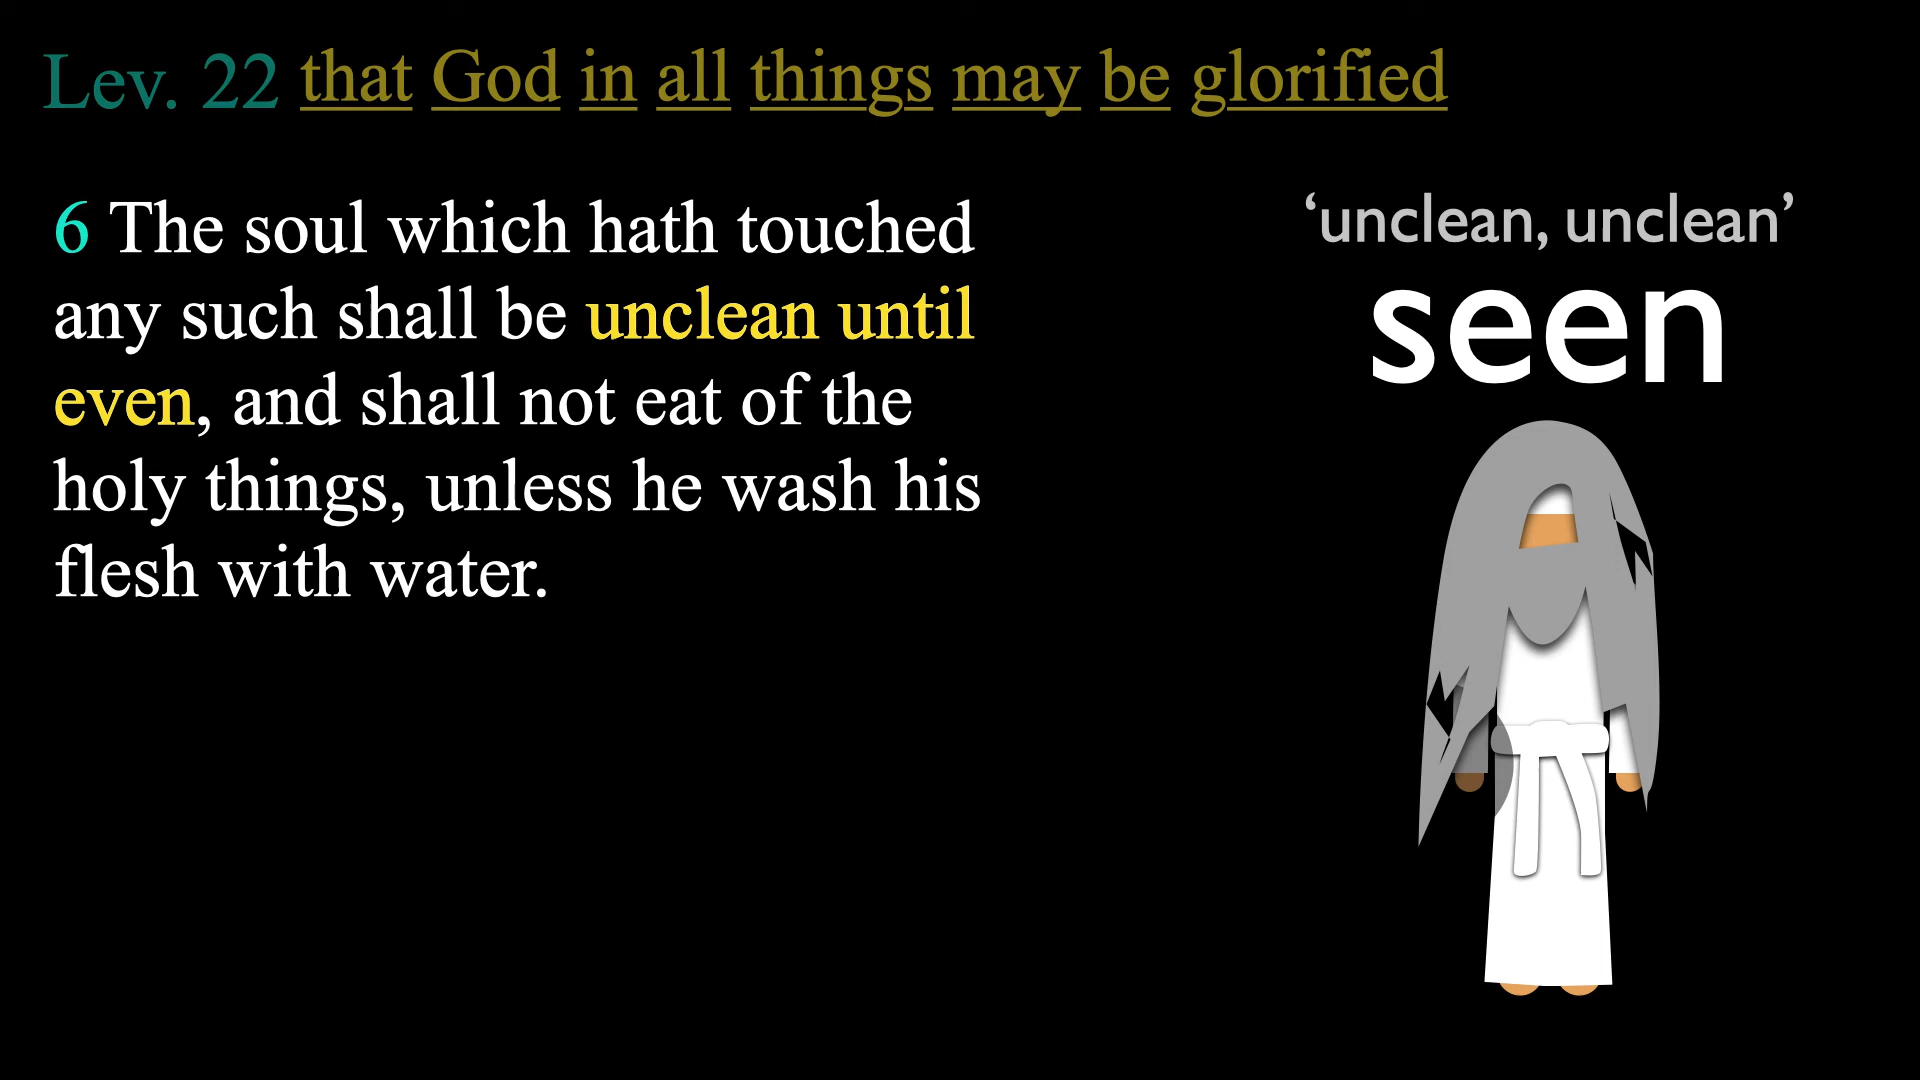 Lev. 22 that God in all things may be glorified
6 The soul which hath touched
any such shall be unclean until
even, and shall not eat of the
holy things, unless he wash his
flesh with water.
‘unclean, unclean’
seen